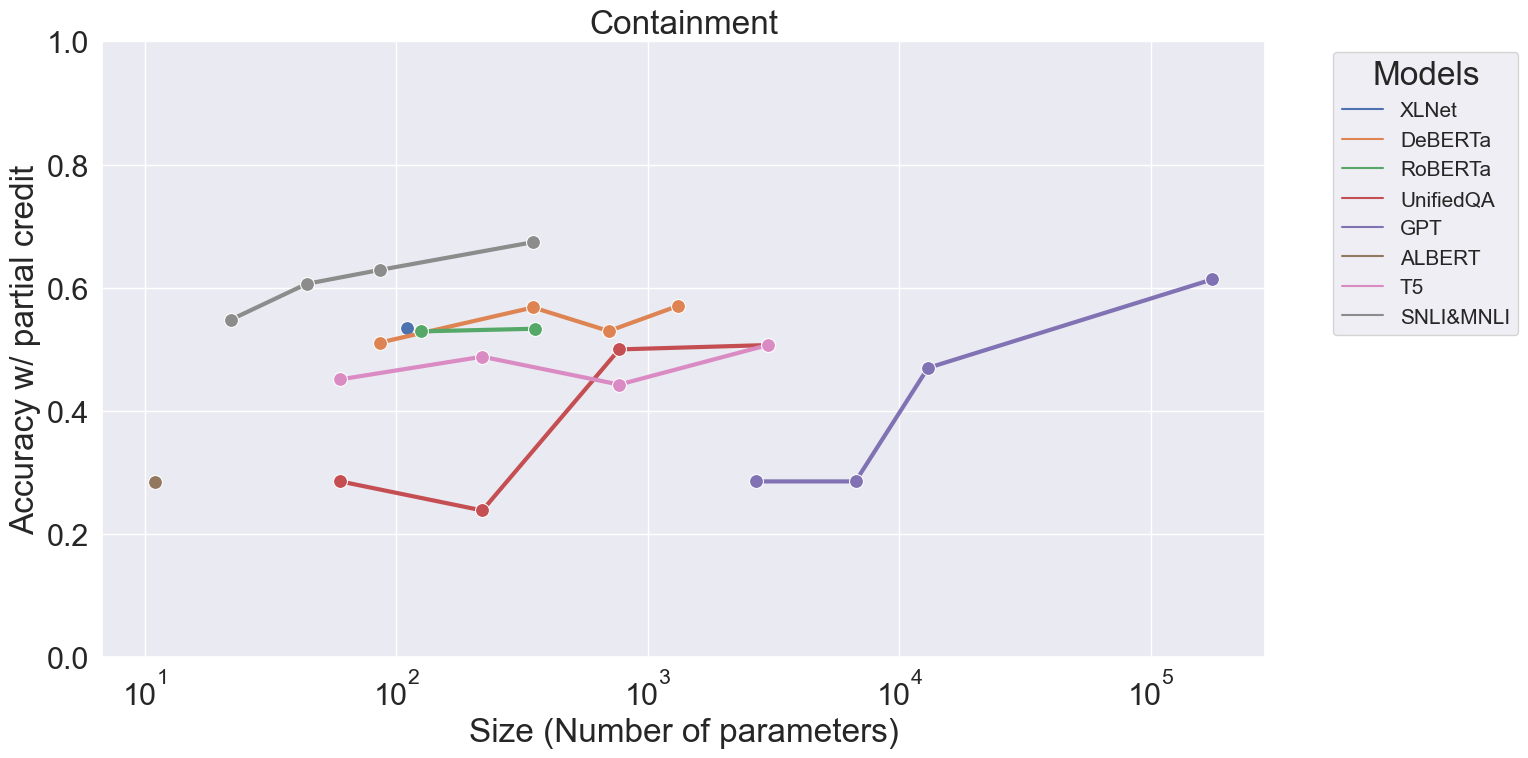 Containment
1.0
0.8
0.6
0.4
0.2
0.0
Accuracy w/ partial credit
10^1
10^2
10^3
10^4
10^5
Size (Number of parameters)
Models
XLNet
DeBERTa
RoBERTa
UnifiedQA
GPT
ALBERT
T5
SNLI&MNLI